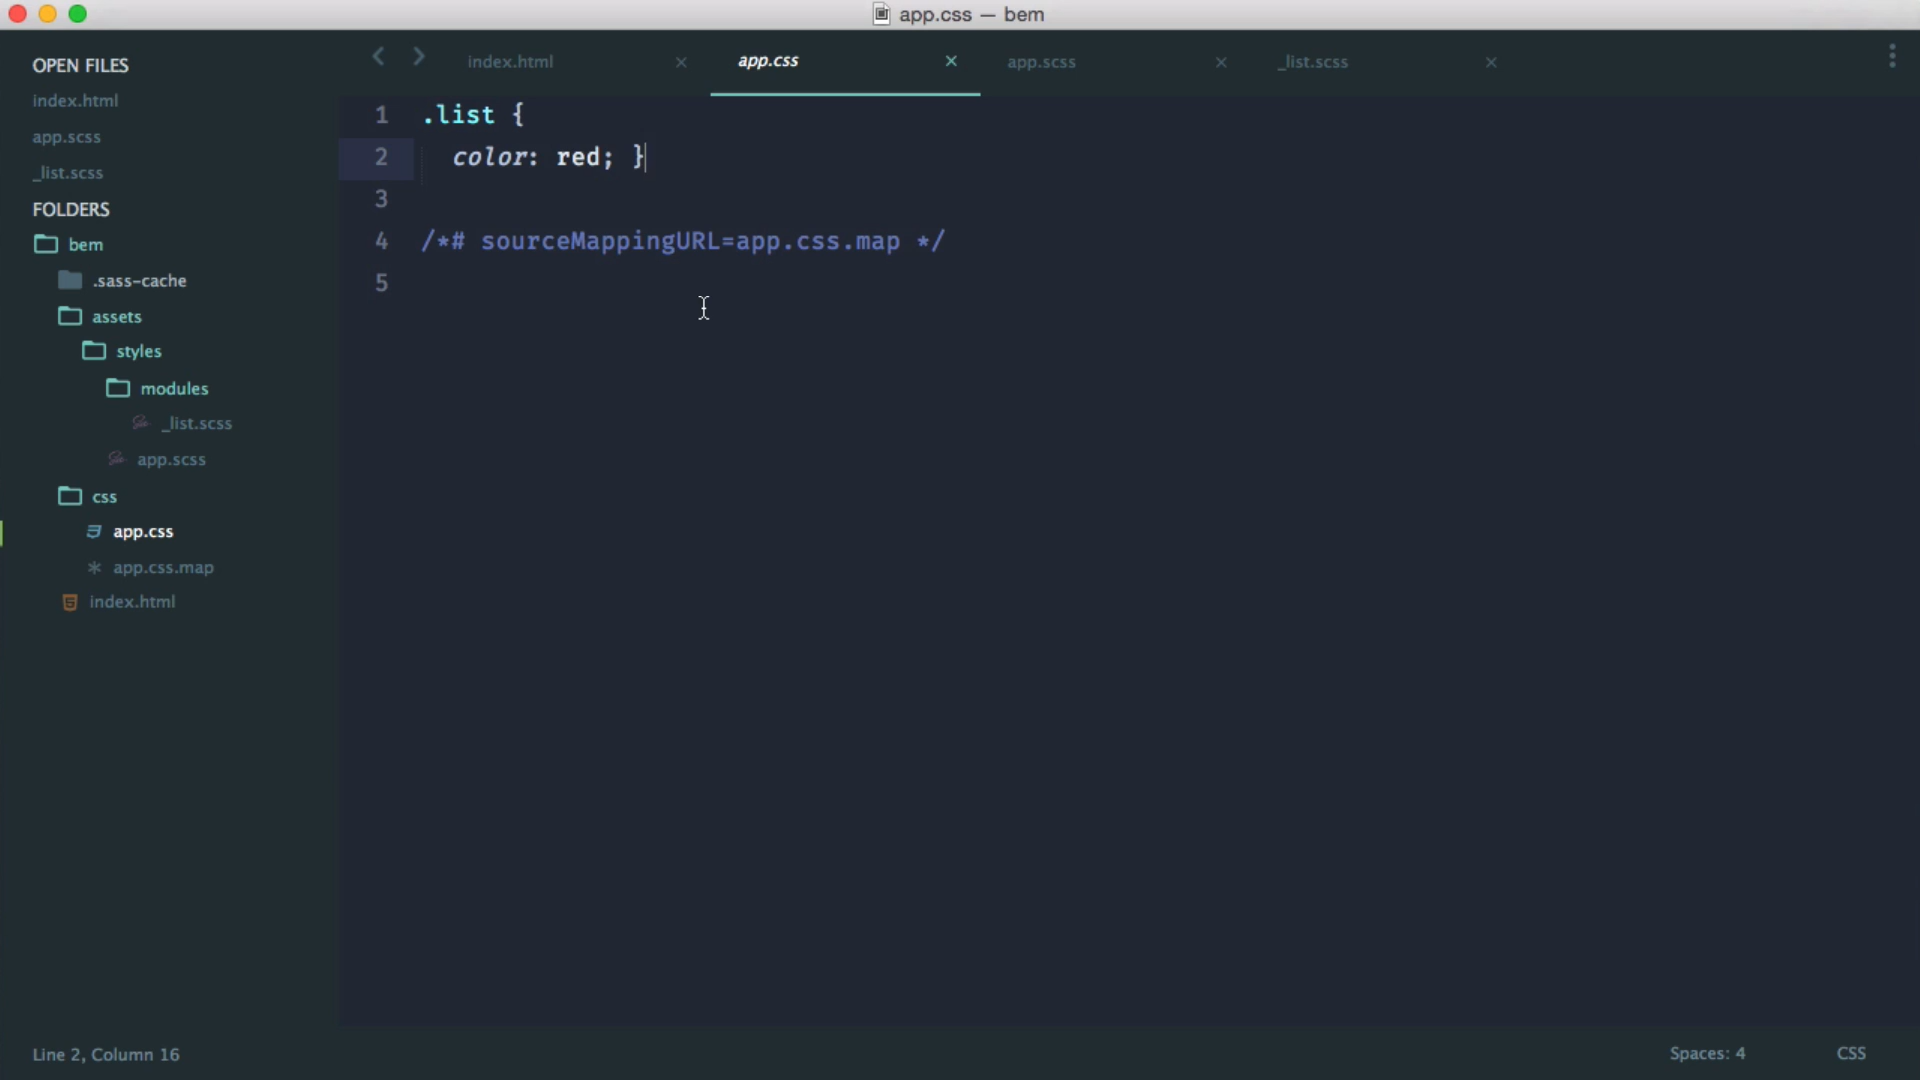 app.css — bem
OPEN FILES
index.html
app.scss
_list.scss
FOLDERS
bem
.sass-cache
assets
styles
modules
_list.scss
app.scss
css
app.css
app.css.map
index.html
index.html
app.css
app.scss
_list.scss
1 .list {
2 color: red; }
3
4 /*# sourceMappingURL=app.css.map */
5
Line 2, Column 16
Spaces: 4
CSS